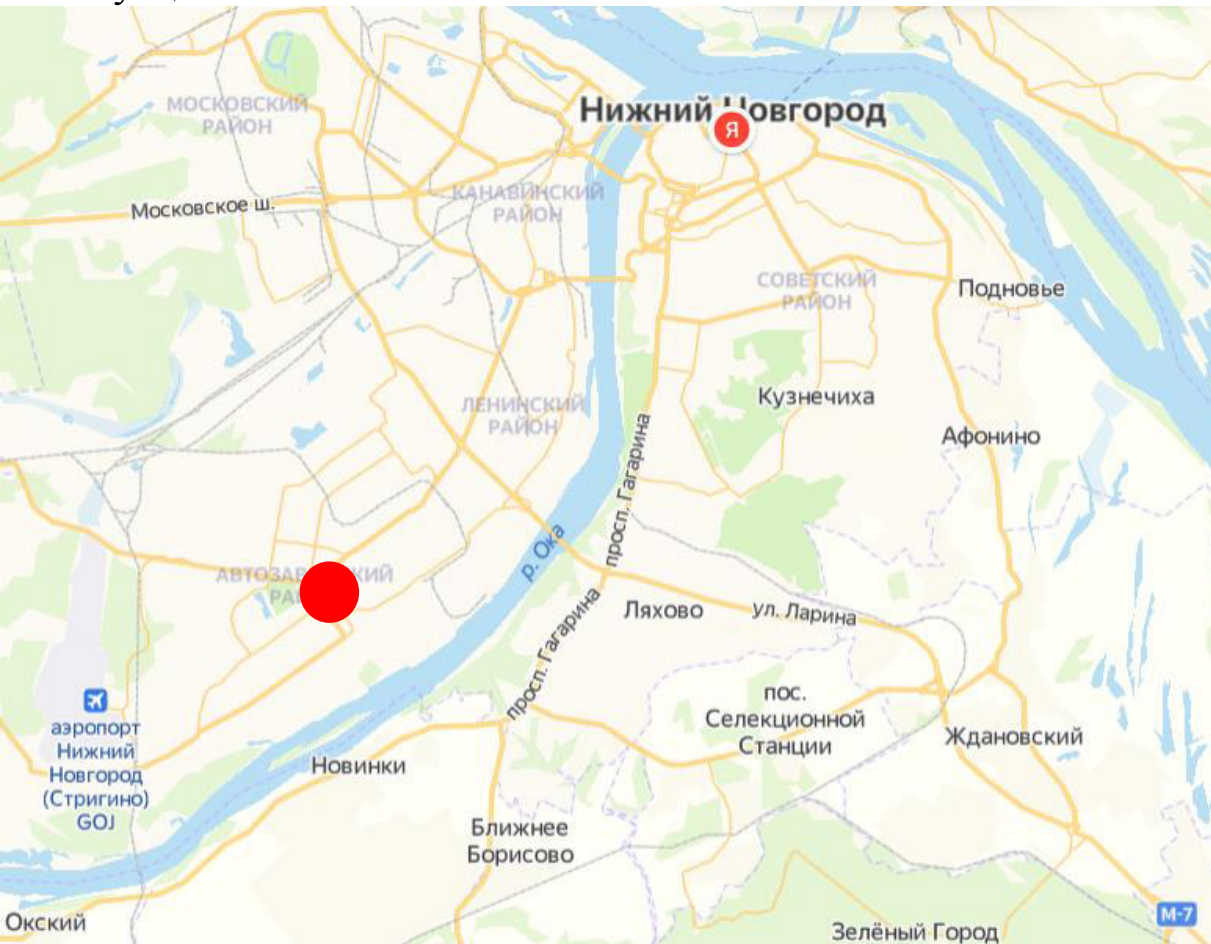 Нижний Новгород
Я
МОСКОВСКИЙ
РАЙОН
КАНАВИНСКИЙ
РАЙОН
Московское ш.
СОВЕТСКИЙ
РАЙОН
Подновье
Кузнечиха
ЛЕНИНСКИЙ
РАЙОН
Афонино
просп. Гагарина
р. Ока
Ляхово
ул. Ларина
просп. Гагарина
пос.
Селекционной
Станции
Ждановский
аэропорт
Нижний
Новгород
(Стригино)
GOJ
Новинки
Ближнее
Борисово
М-7
Окский
Зелёный Город